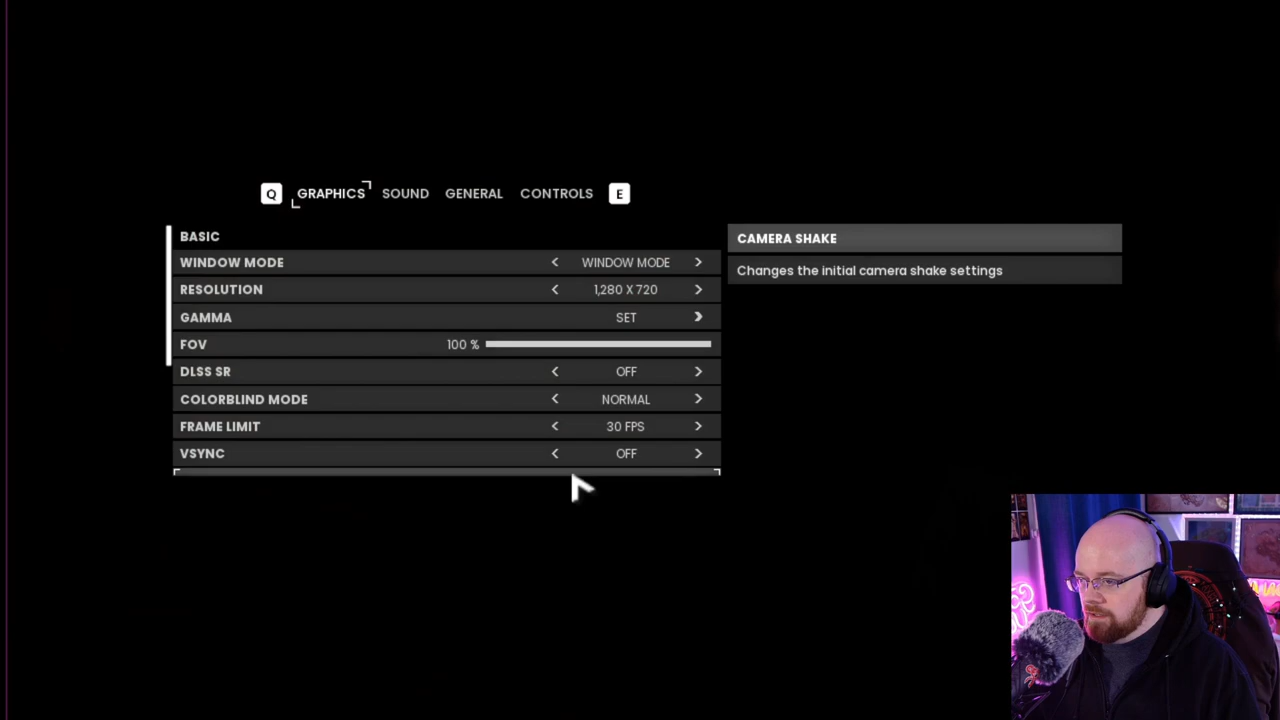 Q GRAPHICS SOUND GENERAL CONTROLS E
BASIC
WINDOW MODE < WINDOW MODE >
RESOLUTION < 1,280 X 720 >
GAMMA SET >
FOV 100 %
DLSS SR < OFF >
COLORBLIND MODE < NORMAL >
FRAME LIMIT < 30 FPS >
VSYNC < OFF >
CAMERA SHAKE
Changes the initial camera shake settings